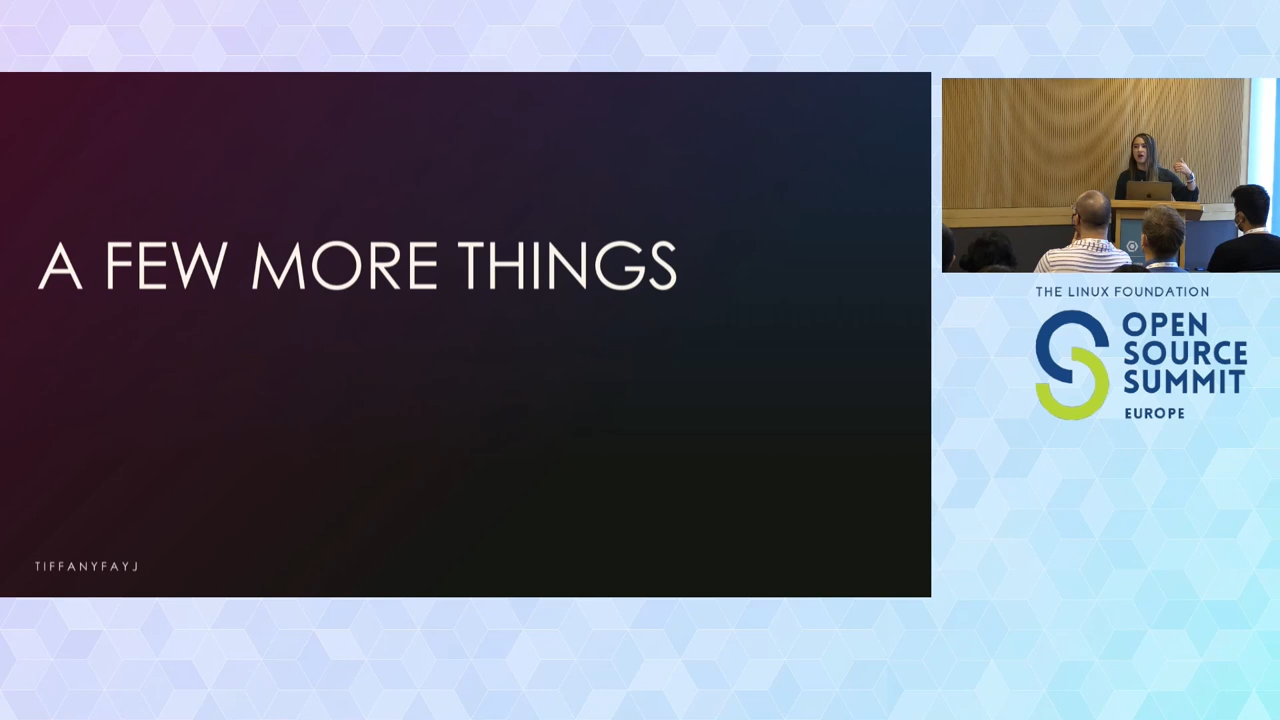 A FEW MORE THINGS
TIFFANYFAYJ
THE LINUX FOUNDATION
OPEN
SOURCE
SUMMIT
EUROPE